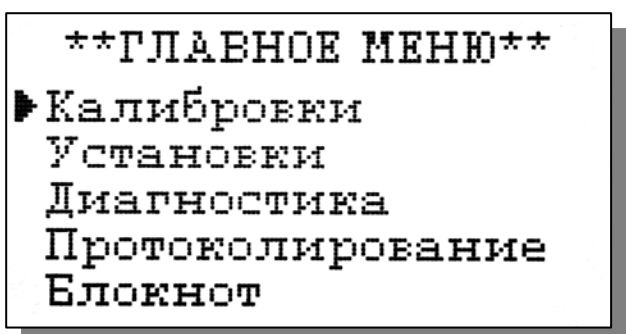 **ГЛАВНОЕ МЕНЮ**
Калибровки
Установки
Диагностика
Протоколирование
Блокнот